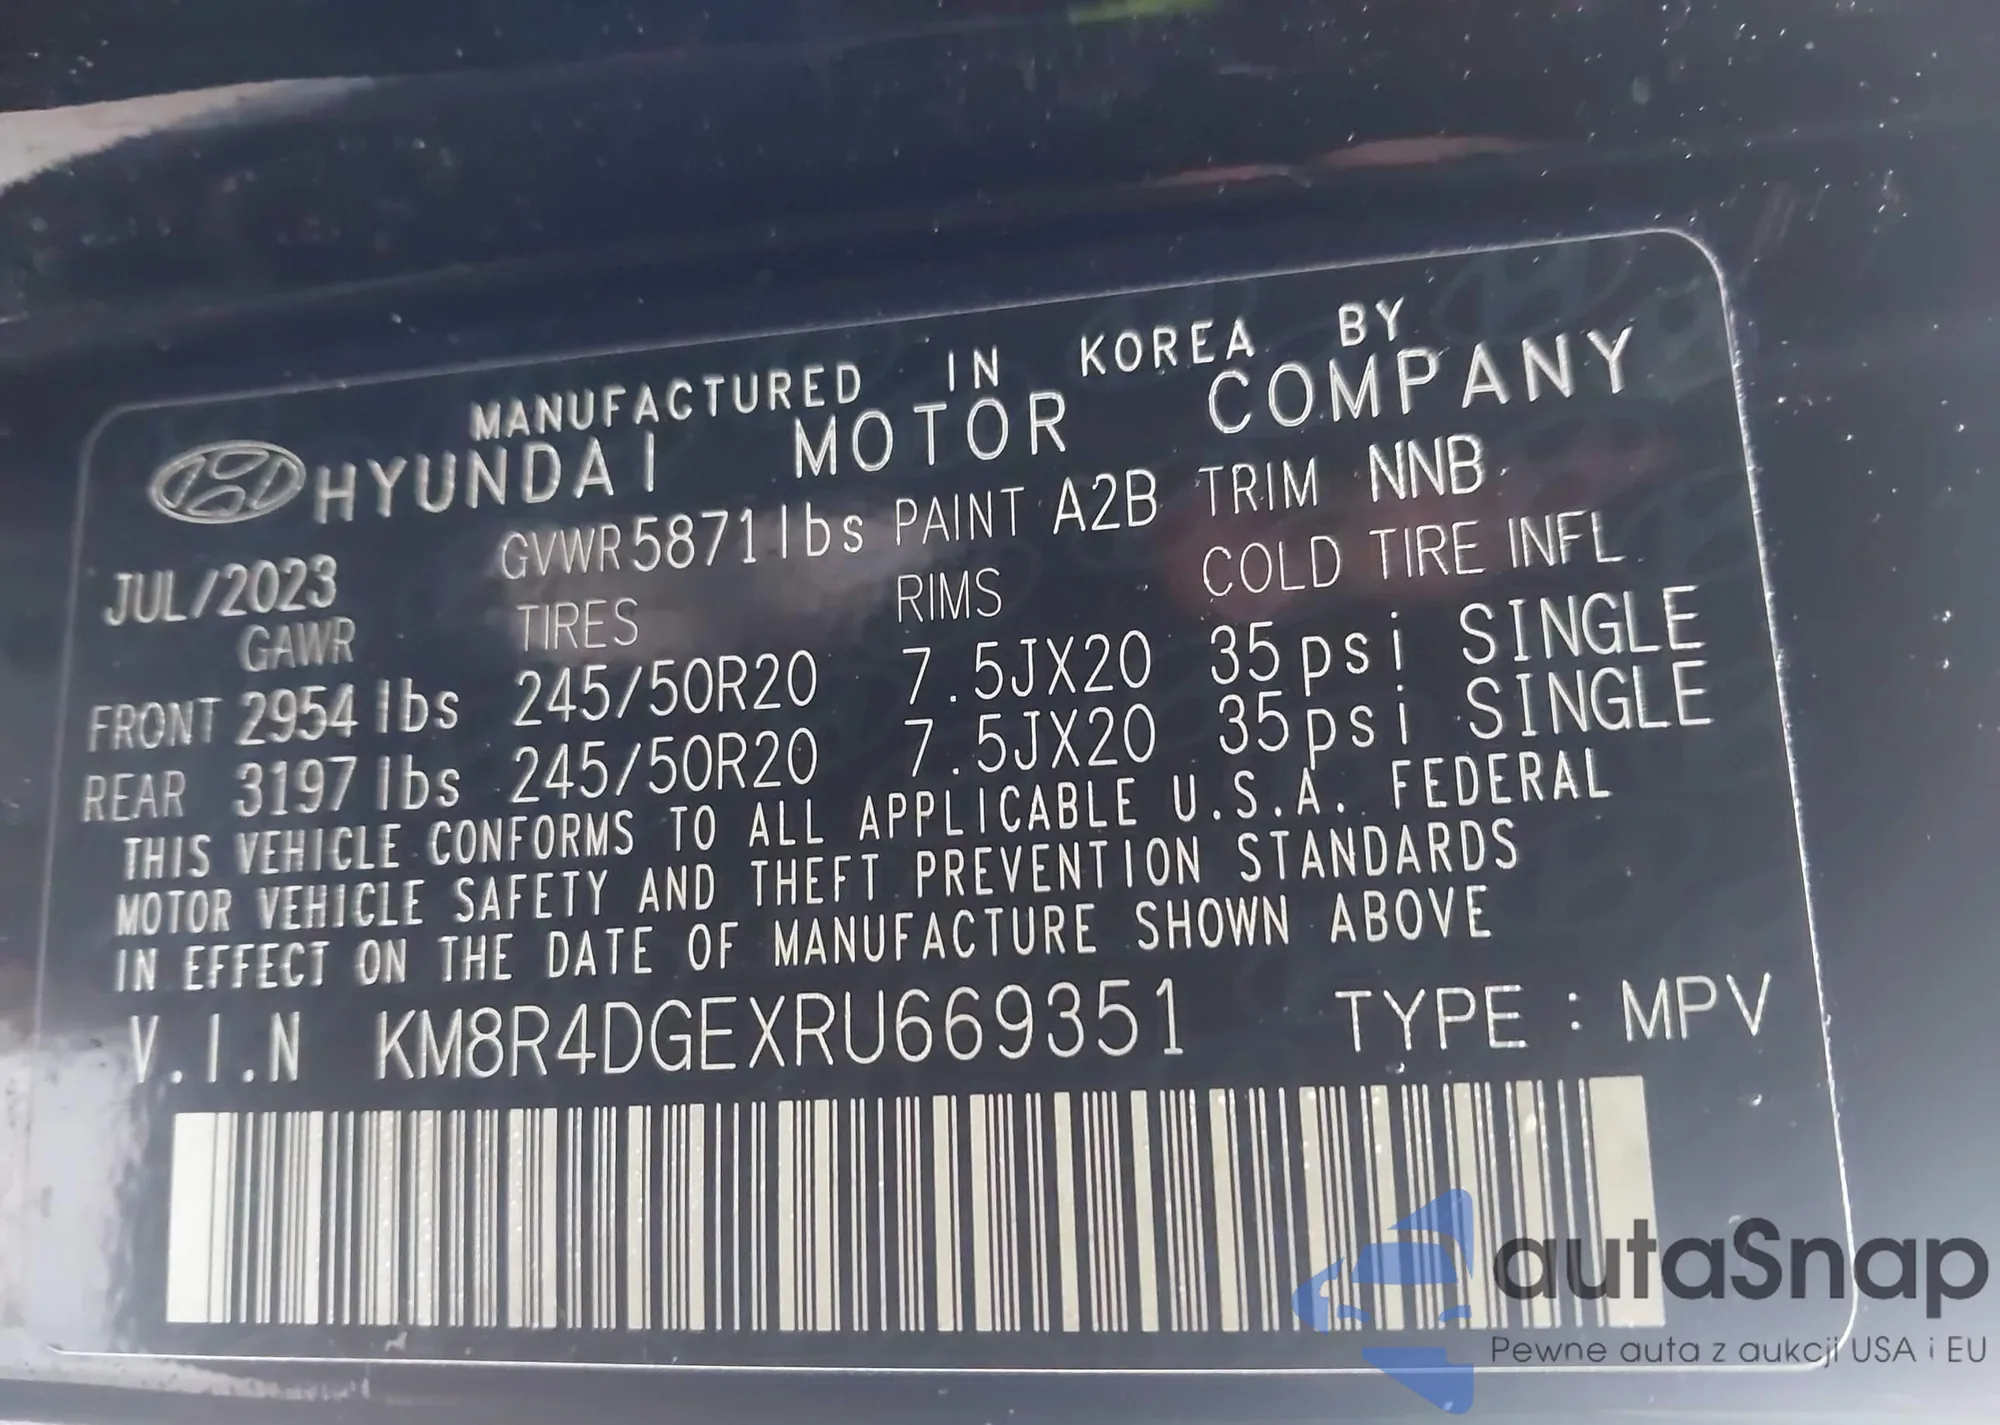 MANUFACTURED IN KOREA BY
HYUNDAI MOTOR COMPANY
JUL/2023 GVWR 5871lbs PAINT A2B TRIM NNB
GAWR TIRES RIMS COLD TIRE INFL
FRONT 2954 lbs 245/50R20 7.5JX20 35psi SINGLE
REAR 3197 lbs 245/50R20 7.5JX20 35psi SINGLE
THIS VEHICLE CONFORMS TO ALL APPLICABLE U.S.A. FEDERAL
MOTOR VEHICLE SAFETY AND THEFT PREVENTION STANDARDS
IN EFFECT ON THE DATE OF MANUFACTURE SHOWN ABOVE
V.I.N KM8R4DGEXRU669351 TYPE : MPV
autaSnap
Pewne auta z aukcji USA i EU